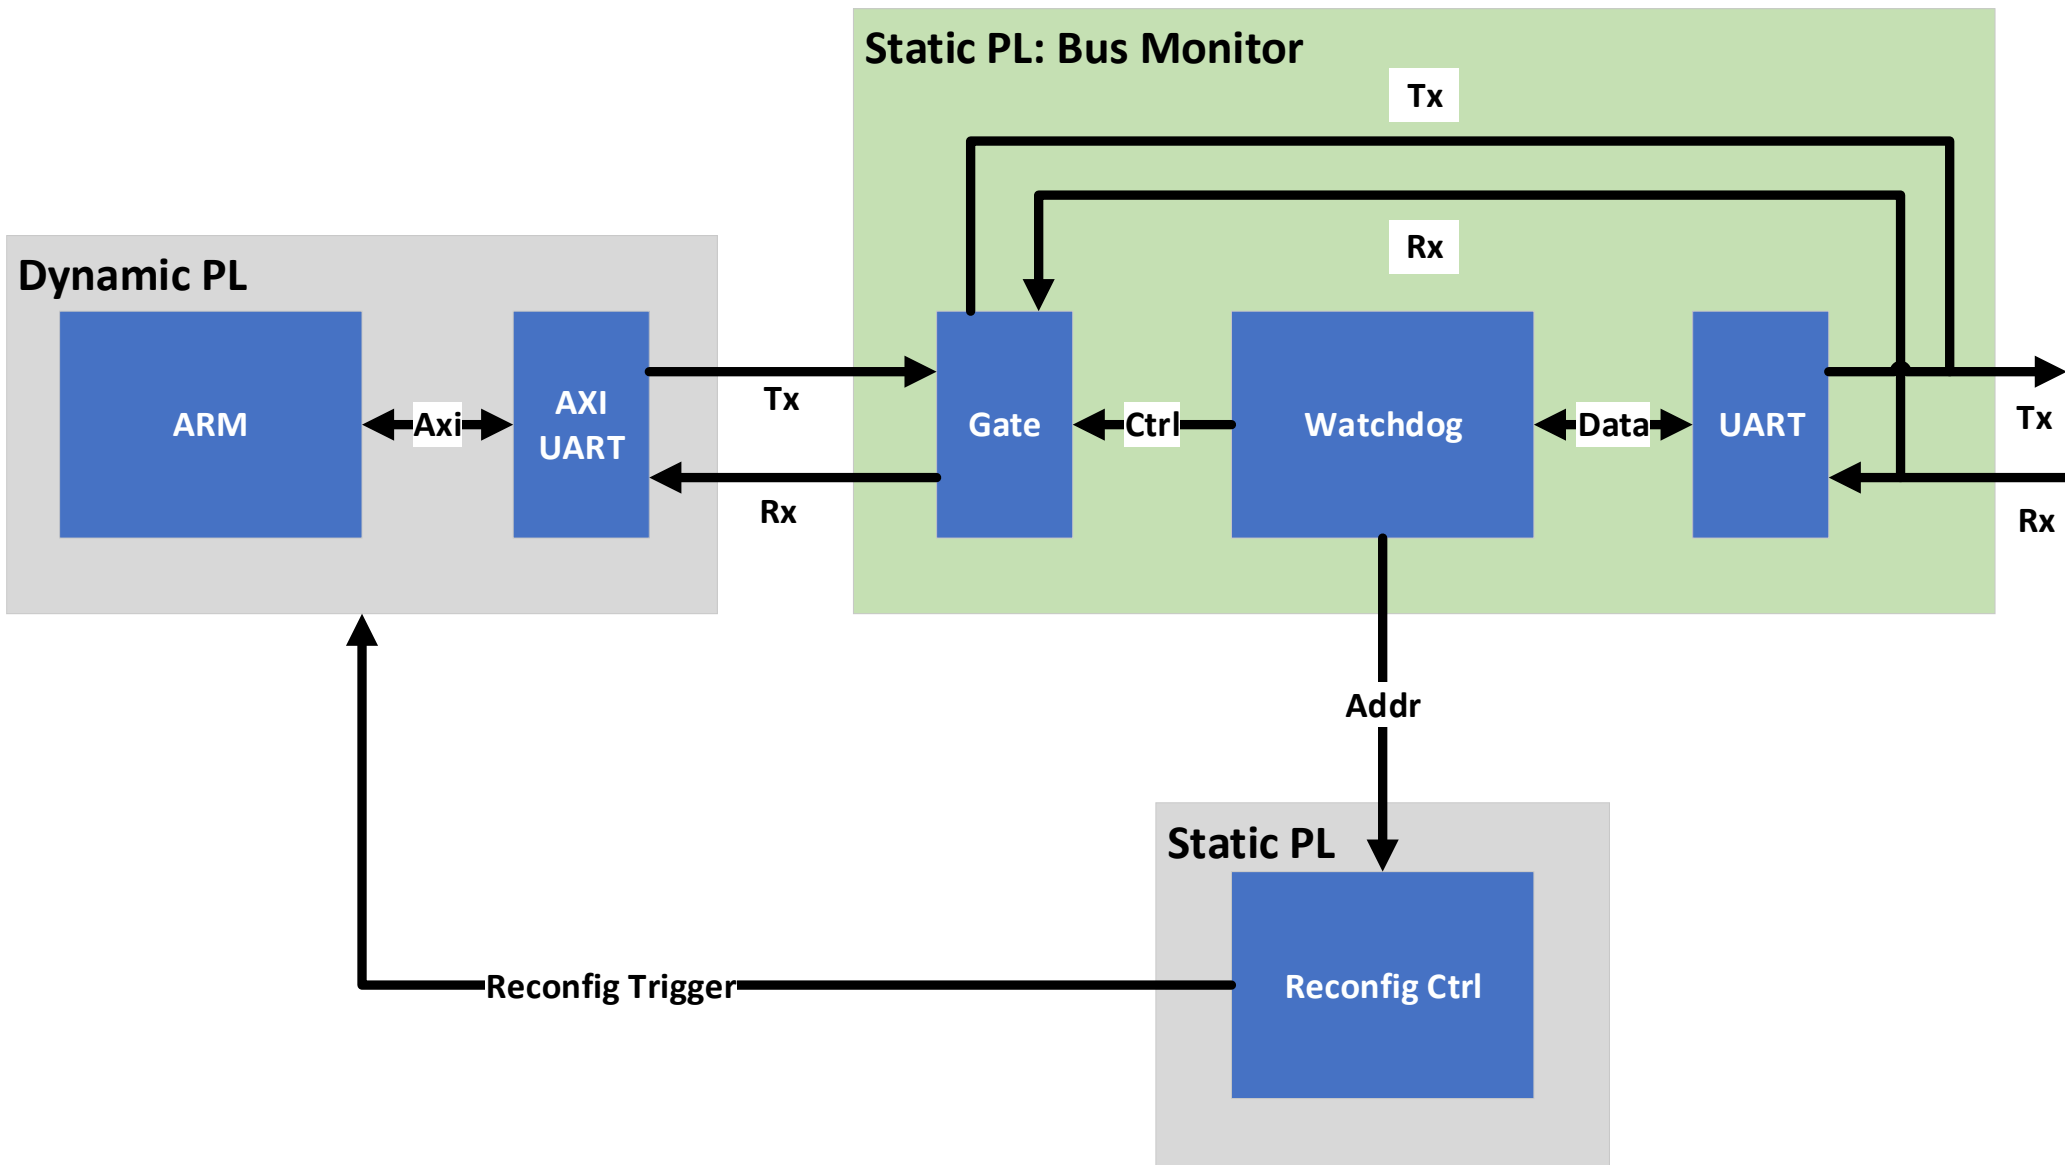 Static PL: Bus Monitor
Tx
Rx
Dynamic PL
ARM
Axi
AXI
UART
Tx
Rx
Gate
Ctrl
Watchdog
Data
UART
Tx
Rx
Addr
Static PL
Reconfig Ctrl
Reconfig Trigger